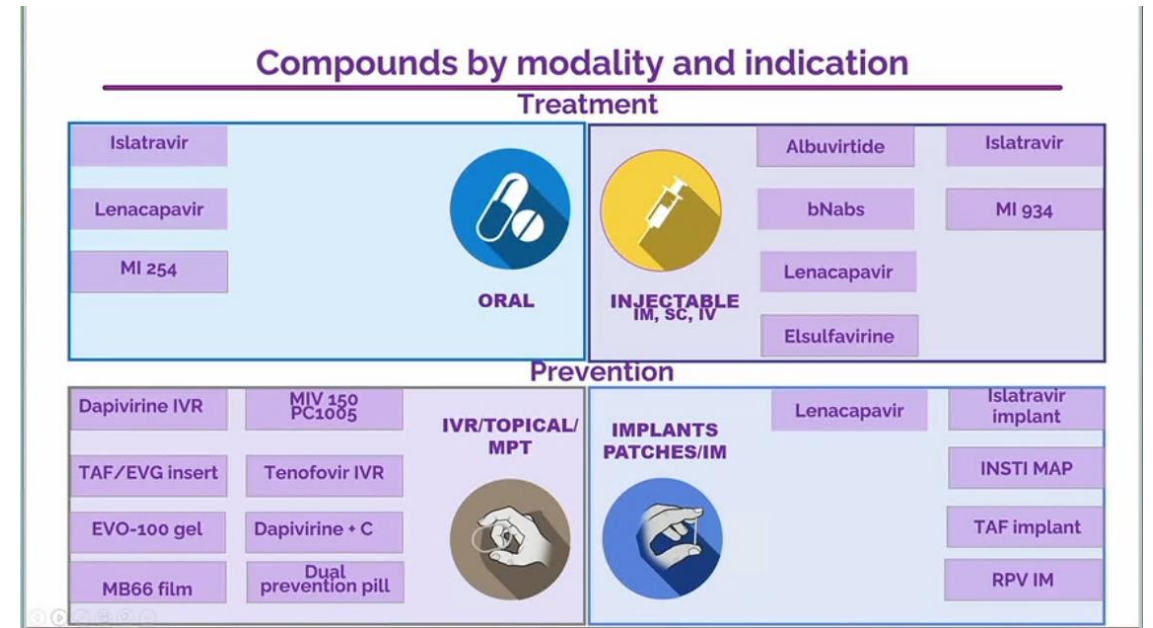 Compounds by modality and indication
Treatment
Islatravir
Lenacapavir
MI 254
ORAL
INJECTABLE
IM, SC, IV
Albuvirtide
bNabs
Lenacapavir
Elsulfavirine
Islatravir
MI 934
Prevention
Dapivirine IVR
TAF/EVG insert
EVO-100 gel
MB66 film
MIV 150
PC1005
Tenofovir IVR
Dapivirine + C
Dual
prevention pill
IVR/TOPICAL/
MPT
IMPLANTS
PATCHES/IM
Lenacapavir
Islatravir
implant
INSTI MAP
TAF implant
RPV IM